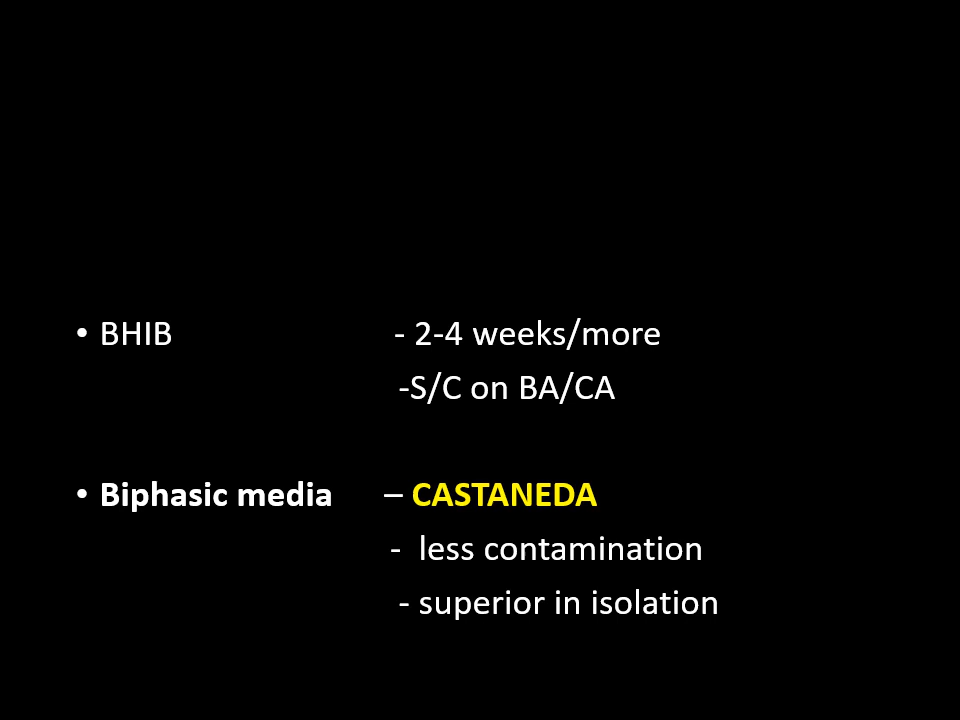 • BHIB - 2-4 weeks/more
-S/C on BA/CA
• Biphasic media – CASTANEDA
- less contamination
- superior in isolation